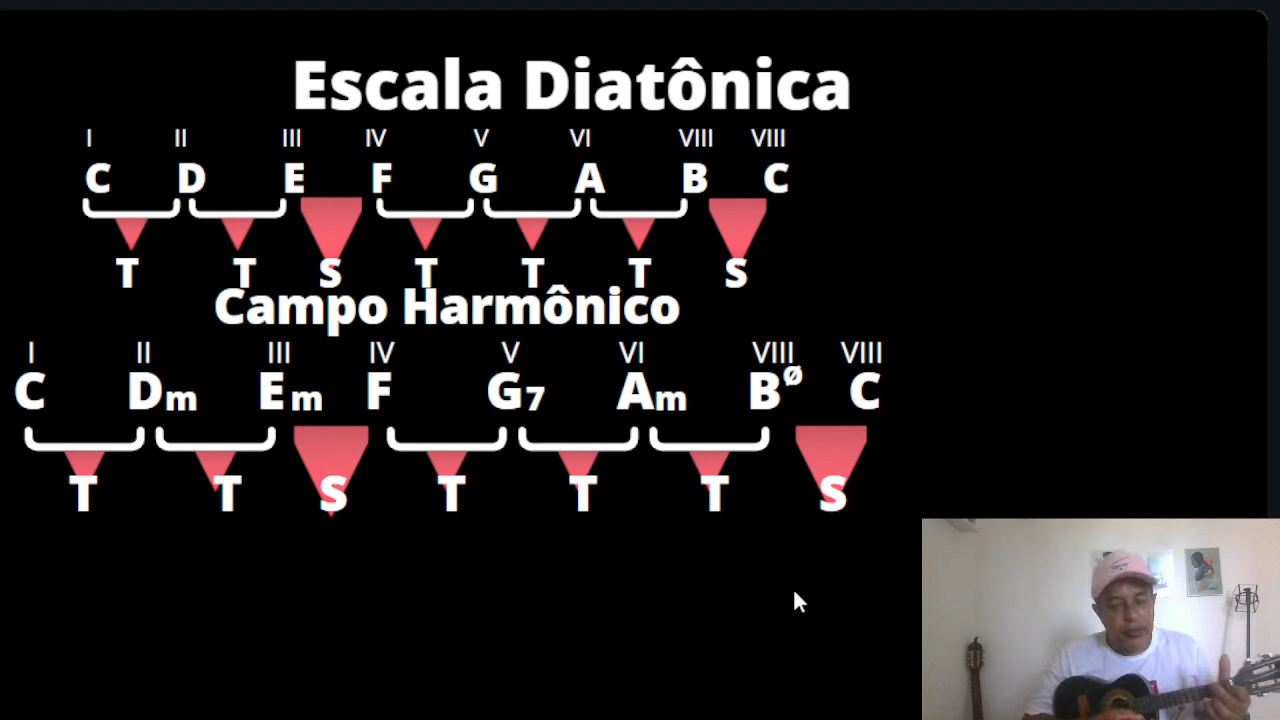 Escala Diatônica
I II III IV V VI VIII VIII
C D E F G A B C
T T S T T T S
Campo Harmônico
I II III IV V VI VIII VIII
C Dm Em F G7 Am BØ C
T T S T T T S